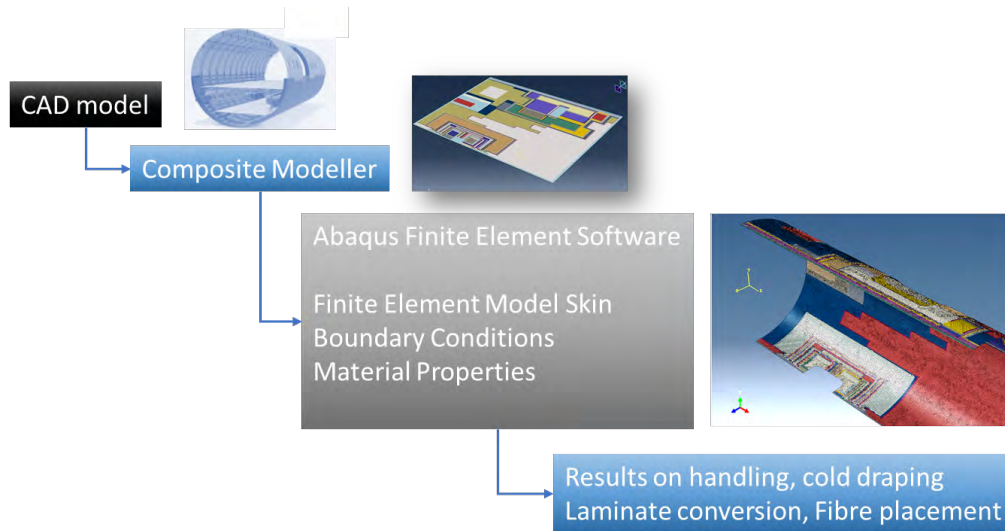 CAD model
Composite Modeller
Abaqus Finite Element Software
Finite Element Model Skin
Boundary Conditions
Material Properties
Results on handling, cold draping
Laminate conversion, Fibre placement